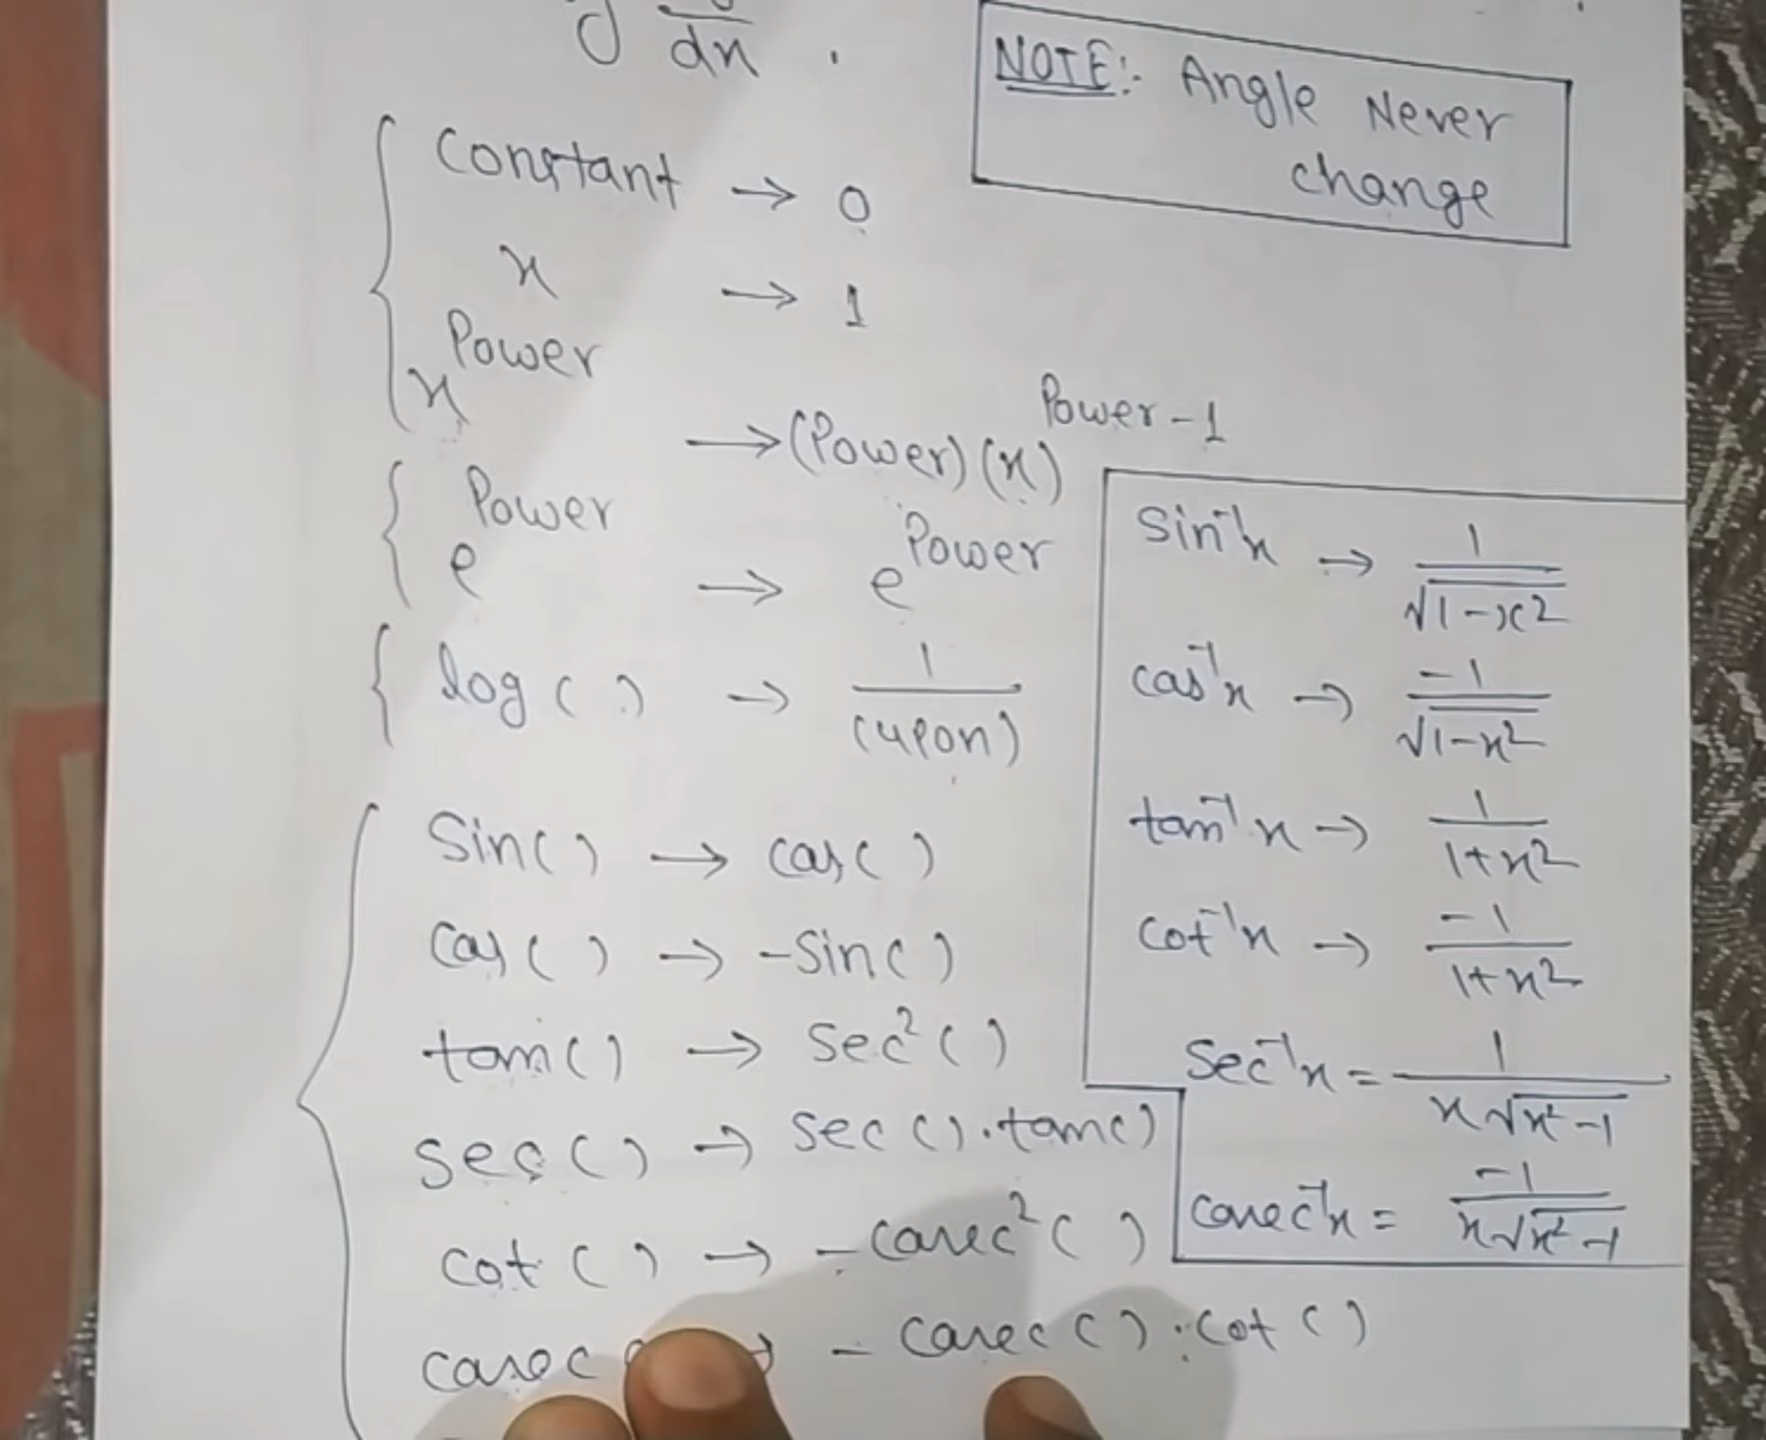 dx
NOTE:- Angle Never
change
Constant → 0
x → 1
x^Power → (Power) (x)^Power-1
e^Power → e^Power
log ( ) → 1/(upon)
Sin( ) → cos( )
Cos( ) → -Sin( )
tan( ) → Sec²( )
sec( ) → sec( ).tan( )
cot ( ) → -cosec²( )
cosec → - Cosec( ).cot( )
Sin⁻¹x → 1/√1-x²
cos⁻¹x → -1/√1-x²
tan⁻¹x → 1/1+x²
cot⁻¹x → -1/1+x²
Sec⁻¹x = 1/x√x²-1
Cosec⁻¹x = -1/x√x²-1